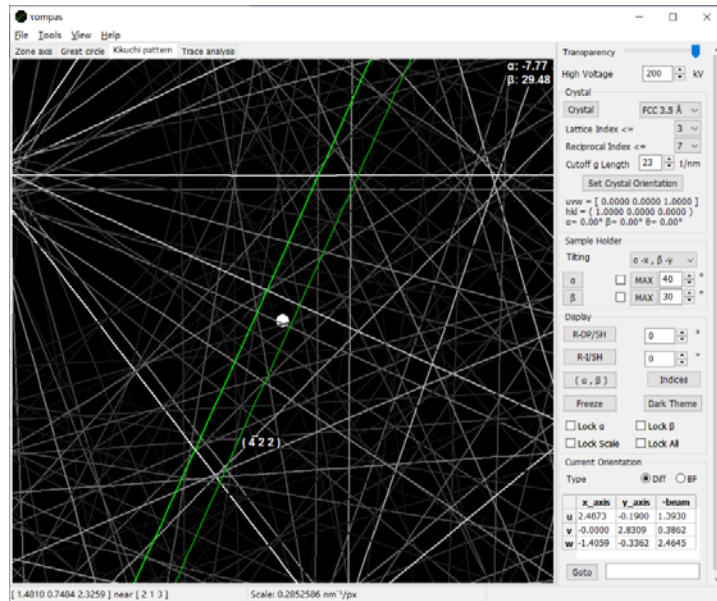 tompas
File Tools View Help
Zone axis Great circle Kikuchi pattern Trace analysis
α: -7.77
β: 29.48
( 4 2 2 )
Transparency
High Voltage 200 kV
Crystal
Crystal FCC 3.5 Å
Lattice Index <= 3
Reciprocal Index <= 7
Cutoff g Length 23 1/nm
Set Crystal Orientation
uvw = [ 0.0000 0.0000 1.0000 ]
hkl = ( 1.0000 0.0000 0.0000 )
α= 0.00° β= 0.00° θ= 0.00°
Sample Holder
Tilting α -x , β -y
α MAX 40 °
β MAX 30 °
Display
R-DP/SH 0 °
R-I/SH 0 °
( α , β ) Indices
Freeze Dark Theme
Lock α Lock β
Lock Scale Lock All
Current Orientation
Type Diff BF
x_axis y_axis -beam
u 2.4873 -0.1900 1.3930
v -0.0000 2.8309 0.3862
w -1.4059 -0.3362 2.4645
Goto
[ 1.4810 0.7484 2.3259 ] near [ 2 1 3 ] Scale: 0.2852586 nm⁻¹/px